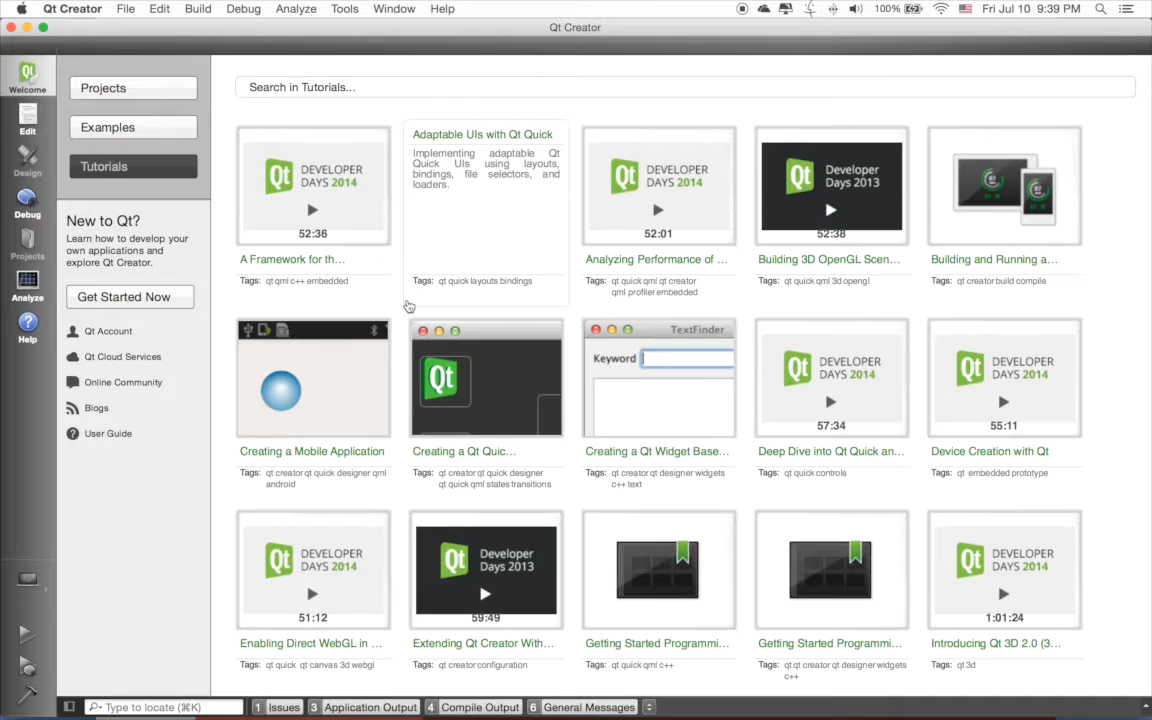 Qt Creator File Edit Build Debug Analyze Tools Window Help 100% Fri Jul 10 9:39 PM
Qt Creator
Qt
Welcome
Edit
Design
Debug
Projects
Analyze
Help
Projects
Examples
Tutorials
New to Qt?
Learn how to develop your
own applications and
explore Qt Creator.
Get Started Now
Qt Account
Qt Cloud Services
Online Community
Blogs
User Guide
Search in Tutorials...
Qt DEVELOPER
DAYS 2014
52:36
A Framework for th...
Tags: qt qml c++ embedded
Adaptable UIs with Qt Quick
Implementing adaptable Qt
Quick UIs using layouts,
bindings, file selectors, and
loaders.
Tags: qt quick layouts bindings
Qt DEVELOPER
DAYS 2014
52:01
Analyzing Performance of ...
Tags: qt quick qml qt creator
qml profiler embedded
Qt Developer
Days 2013
52:38
Building 3D OpenGL Scen...
Tags: qt quick qml 3d opengl
Building and Running a...
Tags: qt creator build compile
Creating a Mobile Application
Tags: qt creator qt quick designer qml
android
Qt
Creating a Qt Quic...
Tags: qt creator qt quick designer
qt quick qml states transitions
TextFinder
Keyword
Creating a Qt Widget Base...
Tags: qt creator qt designer widgets
c++ text
Qt DEVELOPER
DAYS 2014
57:34
Deep Dive into Qt Quick an...
Tags: qt quick controls
Qt DEVELOPER
DAYS 2014
55:11
Device Creation with Qt
Tags: qt embedded prototype
Qt DEVELOPER
DAYS 2014
51:12
Enabling Direct WebGL in ...
Tags: qt quick qt canvas 3d webgl
Qt Developer
Days 2013
59:49
Extending Qt Creator With...
Tags: qt creator configuration
Getting Started Programmi...
Tags: qt quick qml c++
Getting Started Programmi...
Tags: qt qt creator qt designer widgets
c++
Qt DEVELOPER
DAYS 2014
1:01:24
Introducing Qt 3D 2.0 (3...
Tags: qt 3d
Type to locate (⌘K) 1 Issues 3 Application Output 4 Compile Output 6 General Messages